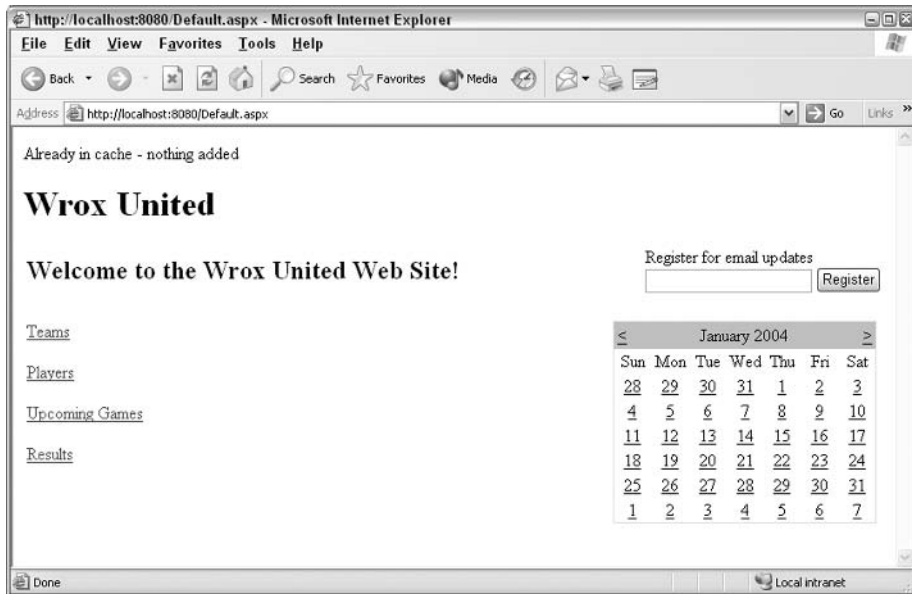 http://localhost:8080/Default.aspx - Microsoft Internet Explorer
File Edit View Favorites Tools Help
Back Search Favorites Media
Address http://localhost:8080/Default.aspx Go Links »
Already in cache - nothing added
Wrox United
Welcome to the Wrox United Web Site!
Register for email updates
Register
Teams
Players
Upcoming Games
Results
< January 2004 >
Sun Mon Tue Wed Thu Fri Sat
28 29 30 31 1 2 3
4 5 6 7 8 9 10
11 12 13 14 15 16 17
18 19 20 21 22 23 24
25 26 27 28 29 30 31
1 2 3 4 5 6 7
Done Local intranet